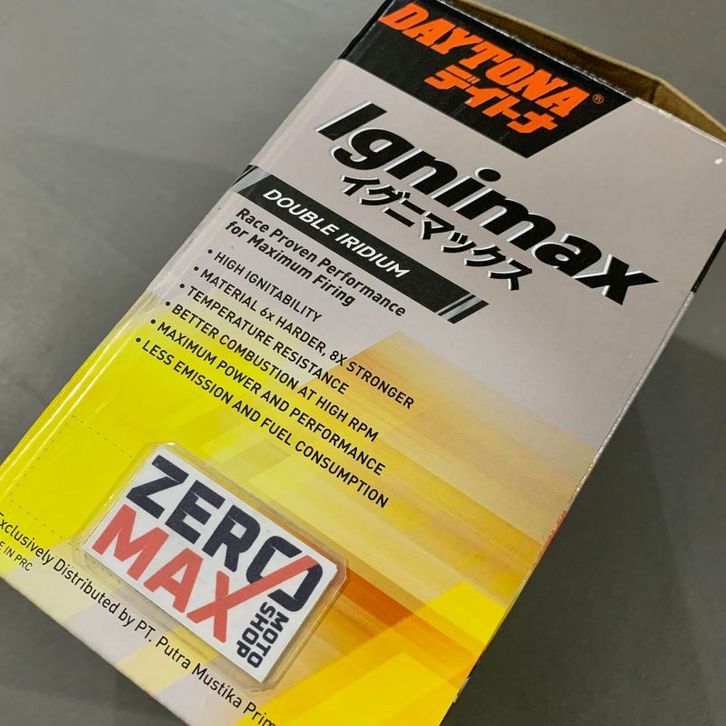 DAYTONA®
デイトナ
Ignimax
イグニマックス
DOUBLE IRIDIUM
Race Proven Performance
for Maximum Firing
• HIGH IGNITABILITY
• MATERIAL 6x HARDER, 8X STRONGER
• TEMPERATURE RESISTANCE
• BETTER COMBUSTION AT HIGH RPM
• MAXIMUM POWER AND PERFORMANCE
• LESS EMISSION AND FUEL CONSUMPTION
ZERO
MAX
MOTO
SHOP
Exclusively Distributed by PT. Putra Mustika
IN PRC